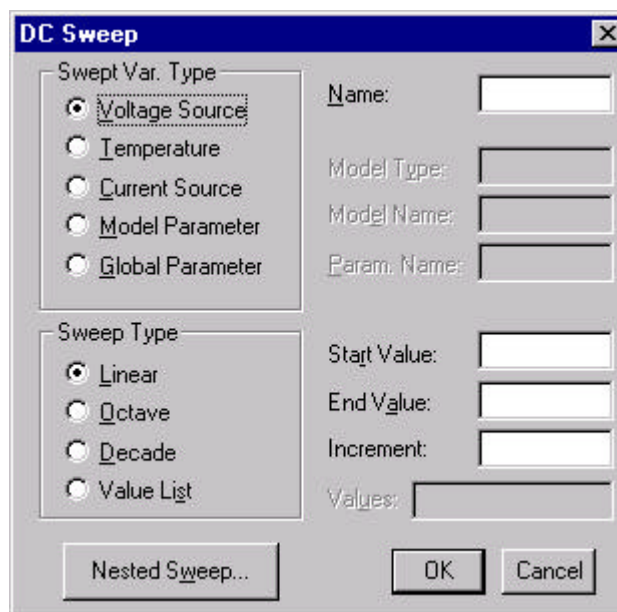 DC Sweep
Swept Var. Type
Voltage Source
Temperature
Current Source
Model Parameter
Global Parameter
Name:
Model Type:
Model Name:
Param. Name:
Sweep Type
Linear
Octave
Decade
Value List
Start Value:
End Value:
Increment:
Values:
Nested Sweep...
OK
Cancel